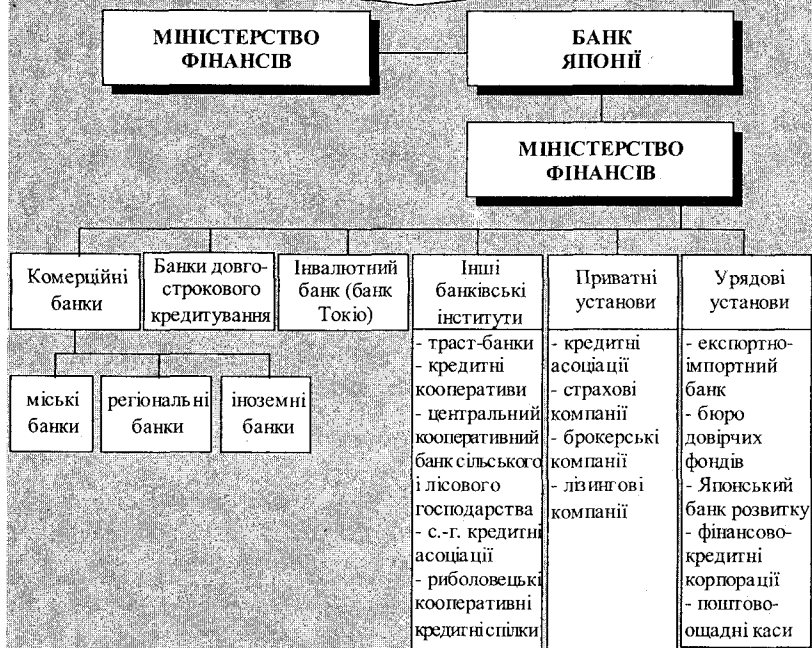 МІНІСТЕРСТВО
ФІНАНСІВ
БАНК
ЯПОНІЇ
МІНІСТЕРСТВО
ФІНАНСІВ
Комерційні
банки
Банки довго-
строкового
кредитування
Інвалютний
банк (банк
Токіо)
Інші
банківські
інститути
Приватні
установи
Урядові
установи
міські
банки
регіональні
банки
іноземні
банки
- траст-банки
- кредитні
кооперативи
- центральний
кооперативний
банк сільського
і лісового
господарства
- с.-г. кредитні
асоціації
- риболовецькі
кооперативні
кредитні спілки
- кредитні
асоціації
- страхові
компанії
- брокерські
компанії
- лізингові
компанії
- експортно-
імпортний
банк
- бюро
довірчих
фондів
- Японський
банк розвитку
- фінансово-
кредитні
корпорації
- поштово-
ощадні каси